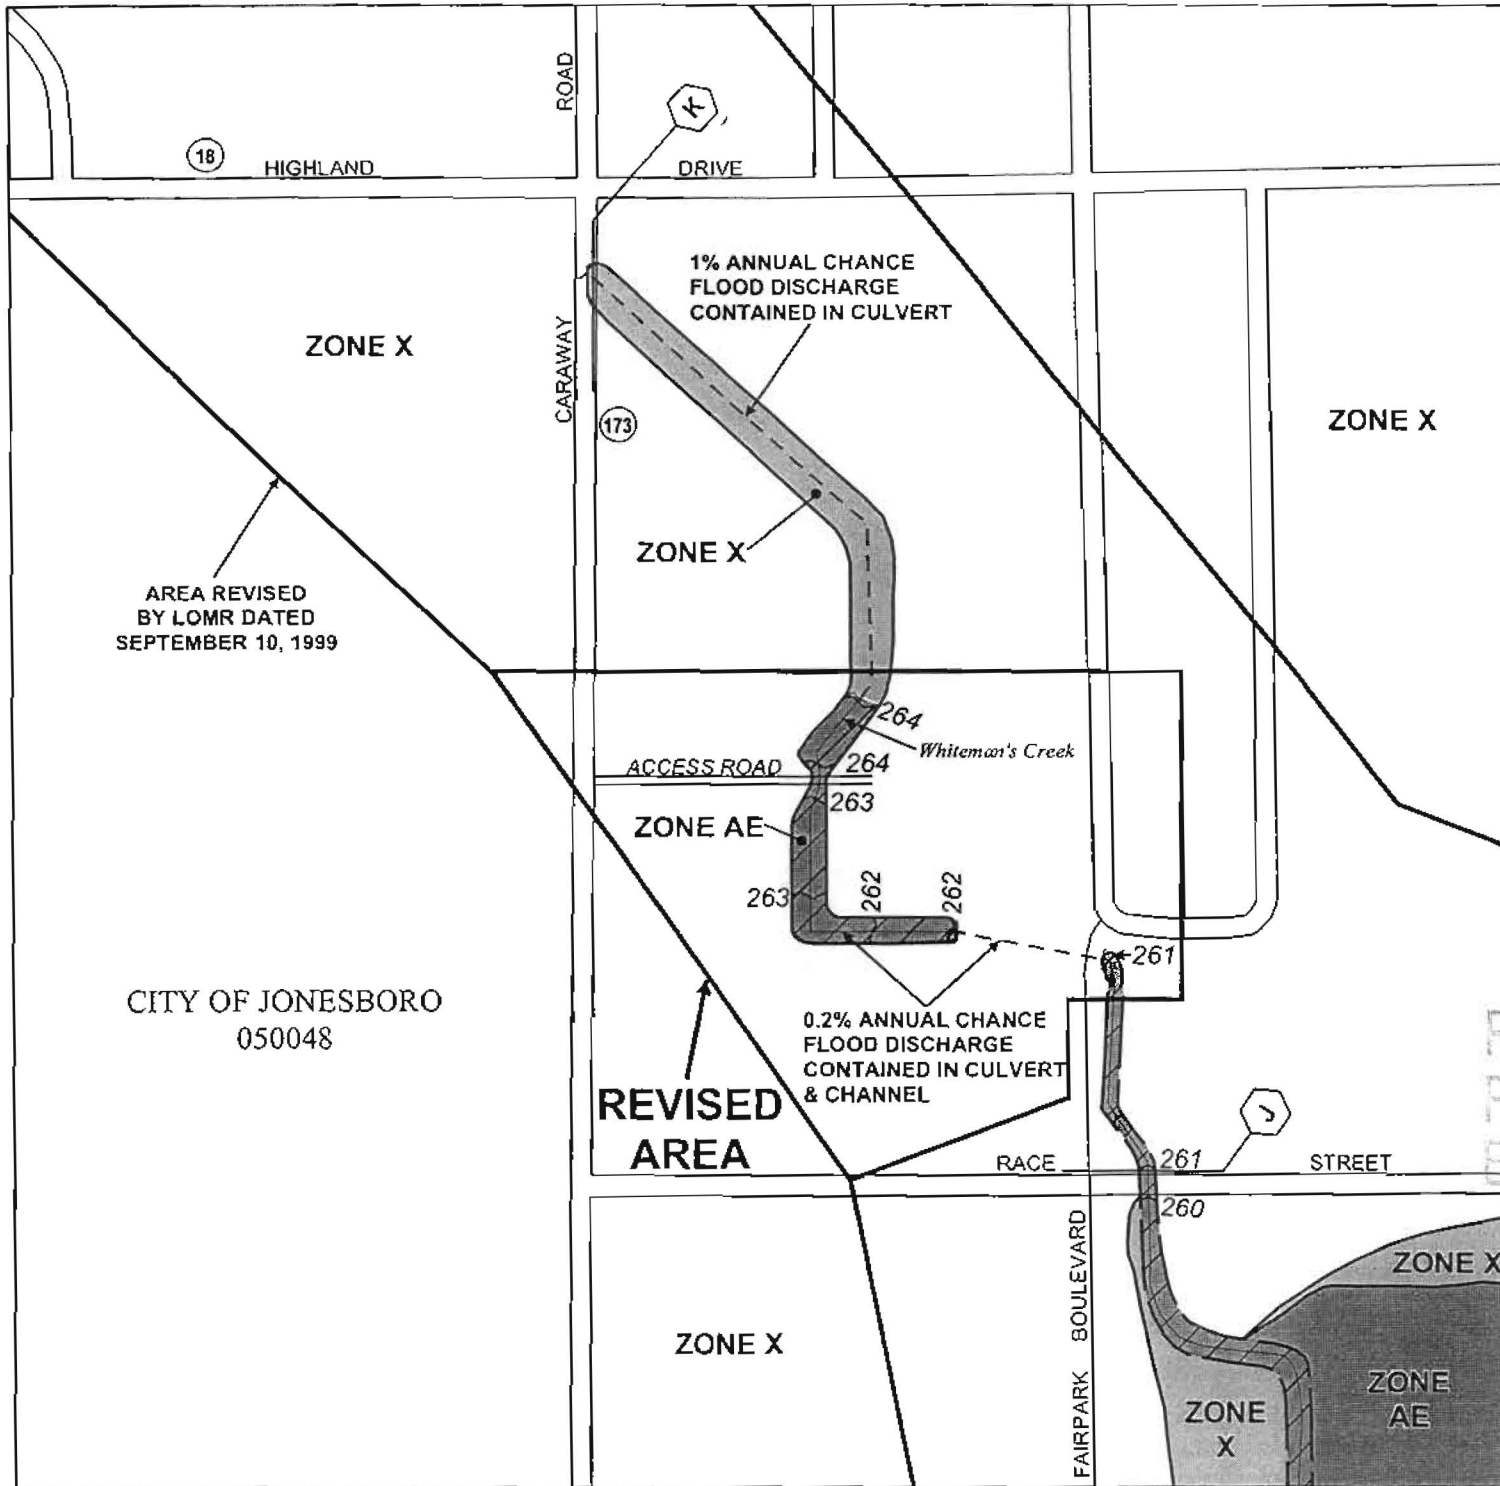 ROAD
K
18
HIGHLAND
DRIVE
1% ANNUAL CHANCE
FLOOD DISCHARGE
CONTAINED IN CULVERT
ZONE X
CARAWAY
173
ZONE X
ZONE X
AREA REVISED
BY LOMR DATED
SEPTEMBER 10, 1999
264
Whiteman's Creek
ACCESS ROAD
264
263
ZONE AE
263
262
262
261
CITY OF JONESBORO
050048
0.2% ANNUAL CHANCE
FLOOD DISCHARGE
CONTAINED IN CULVERT
& CHANNEL
REVISED
AREA
J
RACE
261
STREET
260
FAIRPARK BOULEVARD
ZONE X
ZONE X
ZONE
AE
ZONE
X